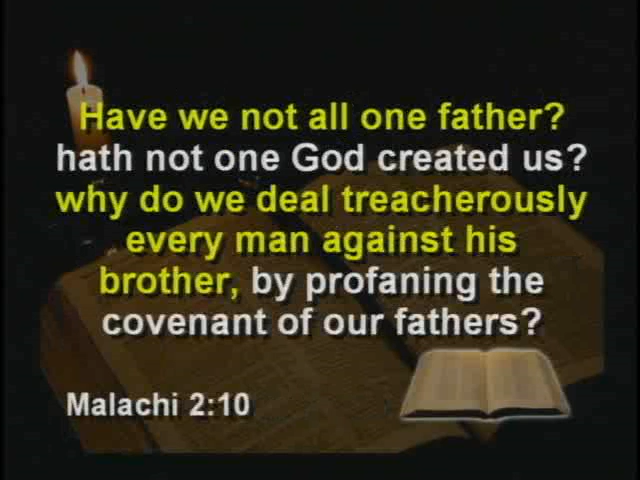 Have we not all one father?
hath not one God created us?
why do we deal treacherously
every man against his
brother, by profaning the
covenant of our fathers?
Malachi 2:10